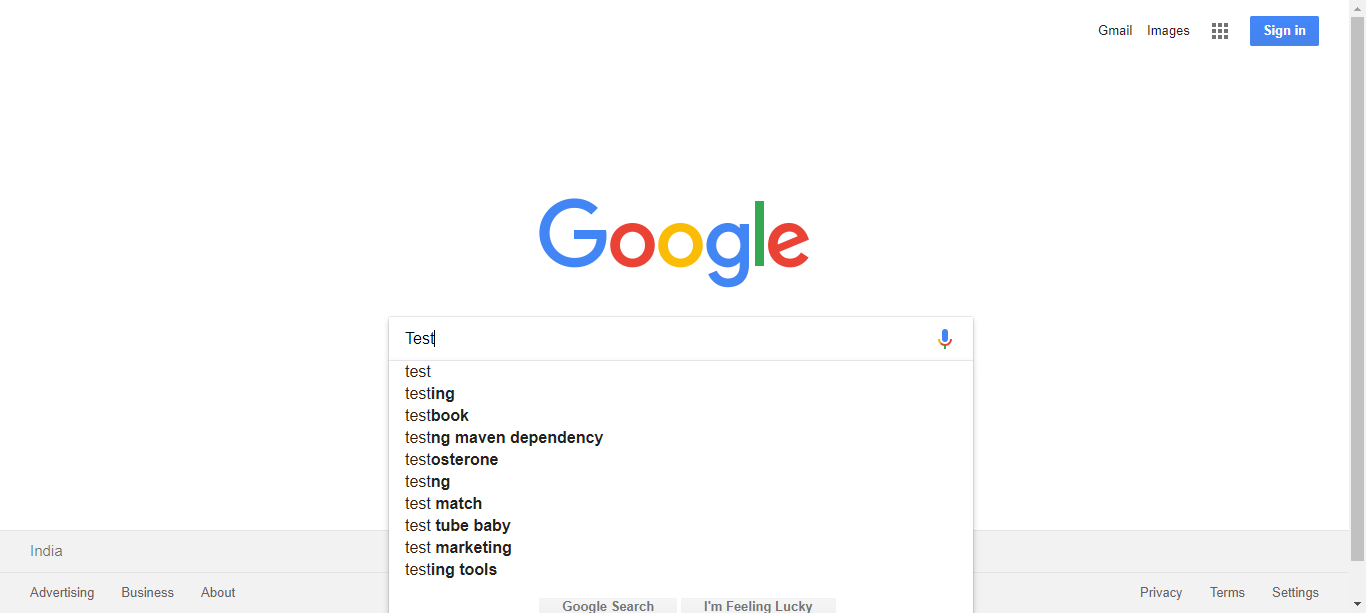 Gmail Images Sign in
Google
Test
test
testing
testbook
testng maven dependency
testosterone
testng
test match
test tube baby
test marketing
testing tools
Google Search I'm Feeling Lucky
India
Advertising Business About Privacy Terms Settings